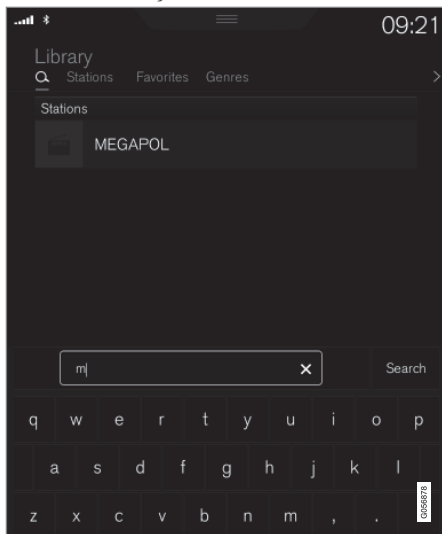 09:21
Library
Stations Favorites Genres
Stations
MEGAPOL
m
Search
q w e r t y u i o p
a s d f g h j k l
z x c v b n m , .
G056878